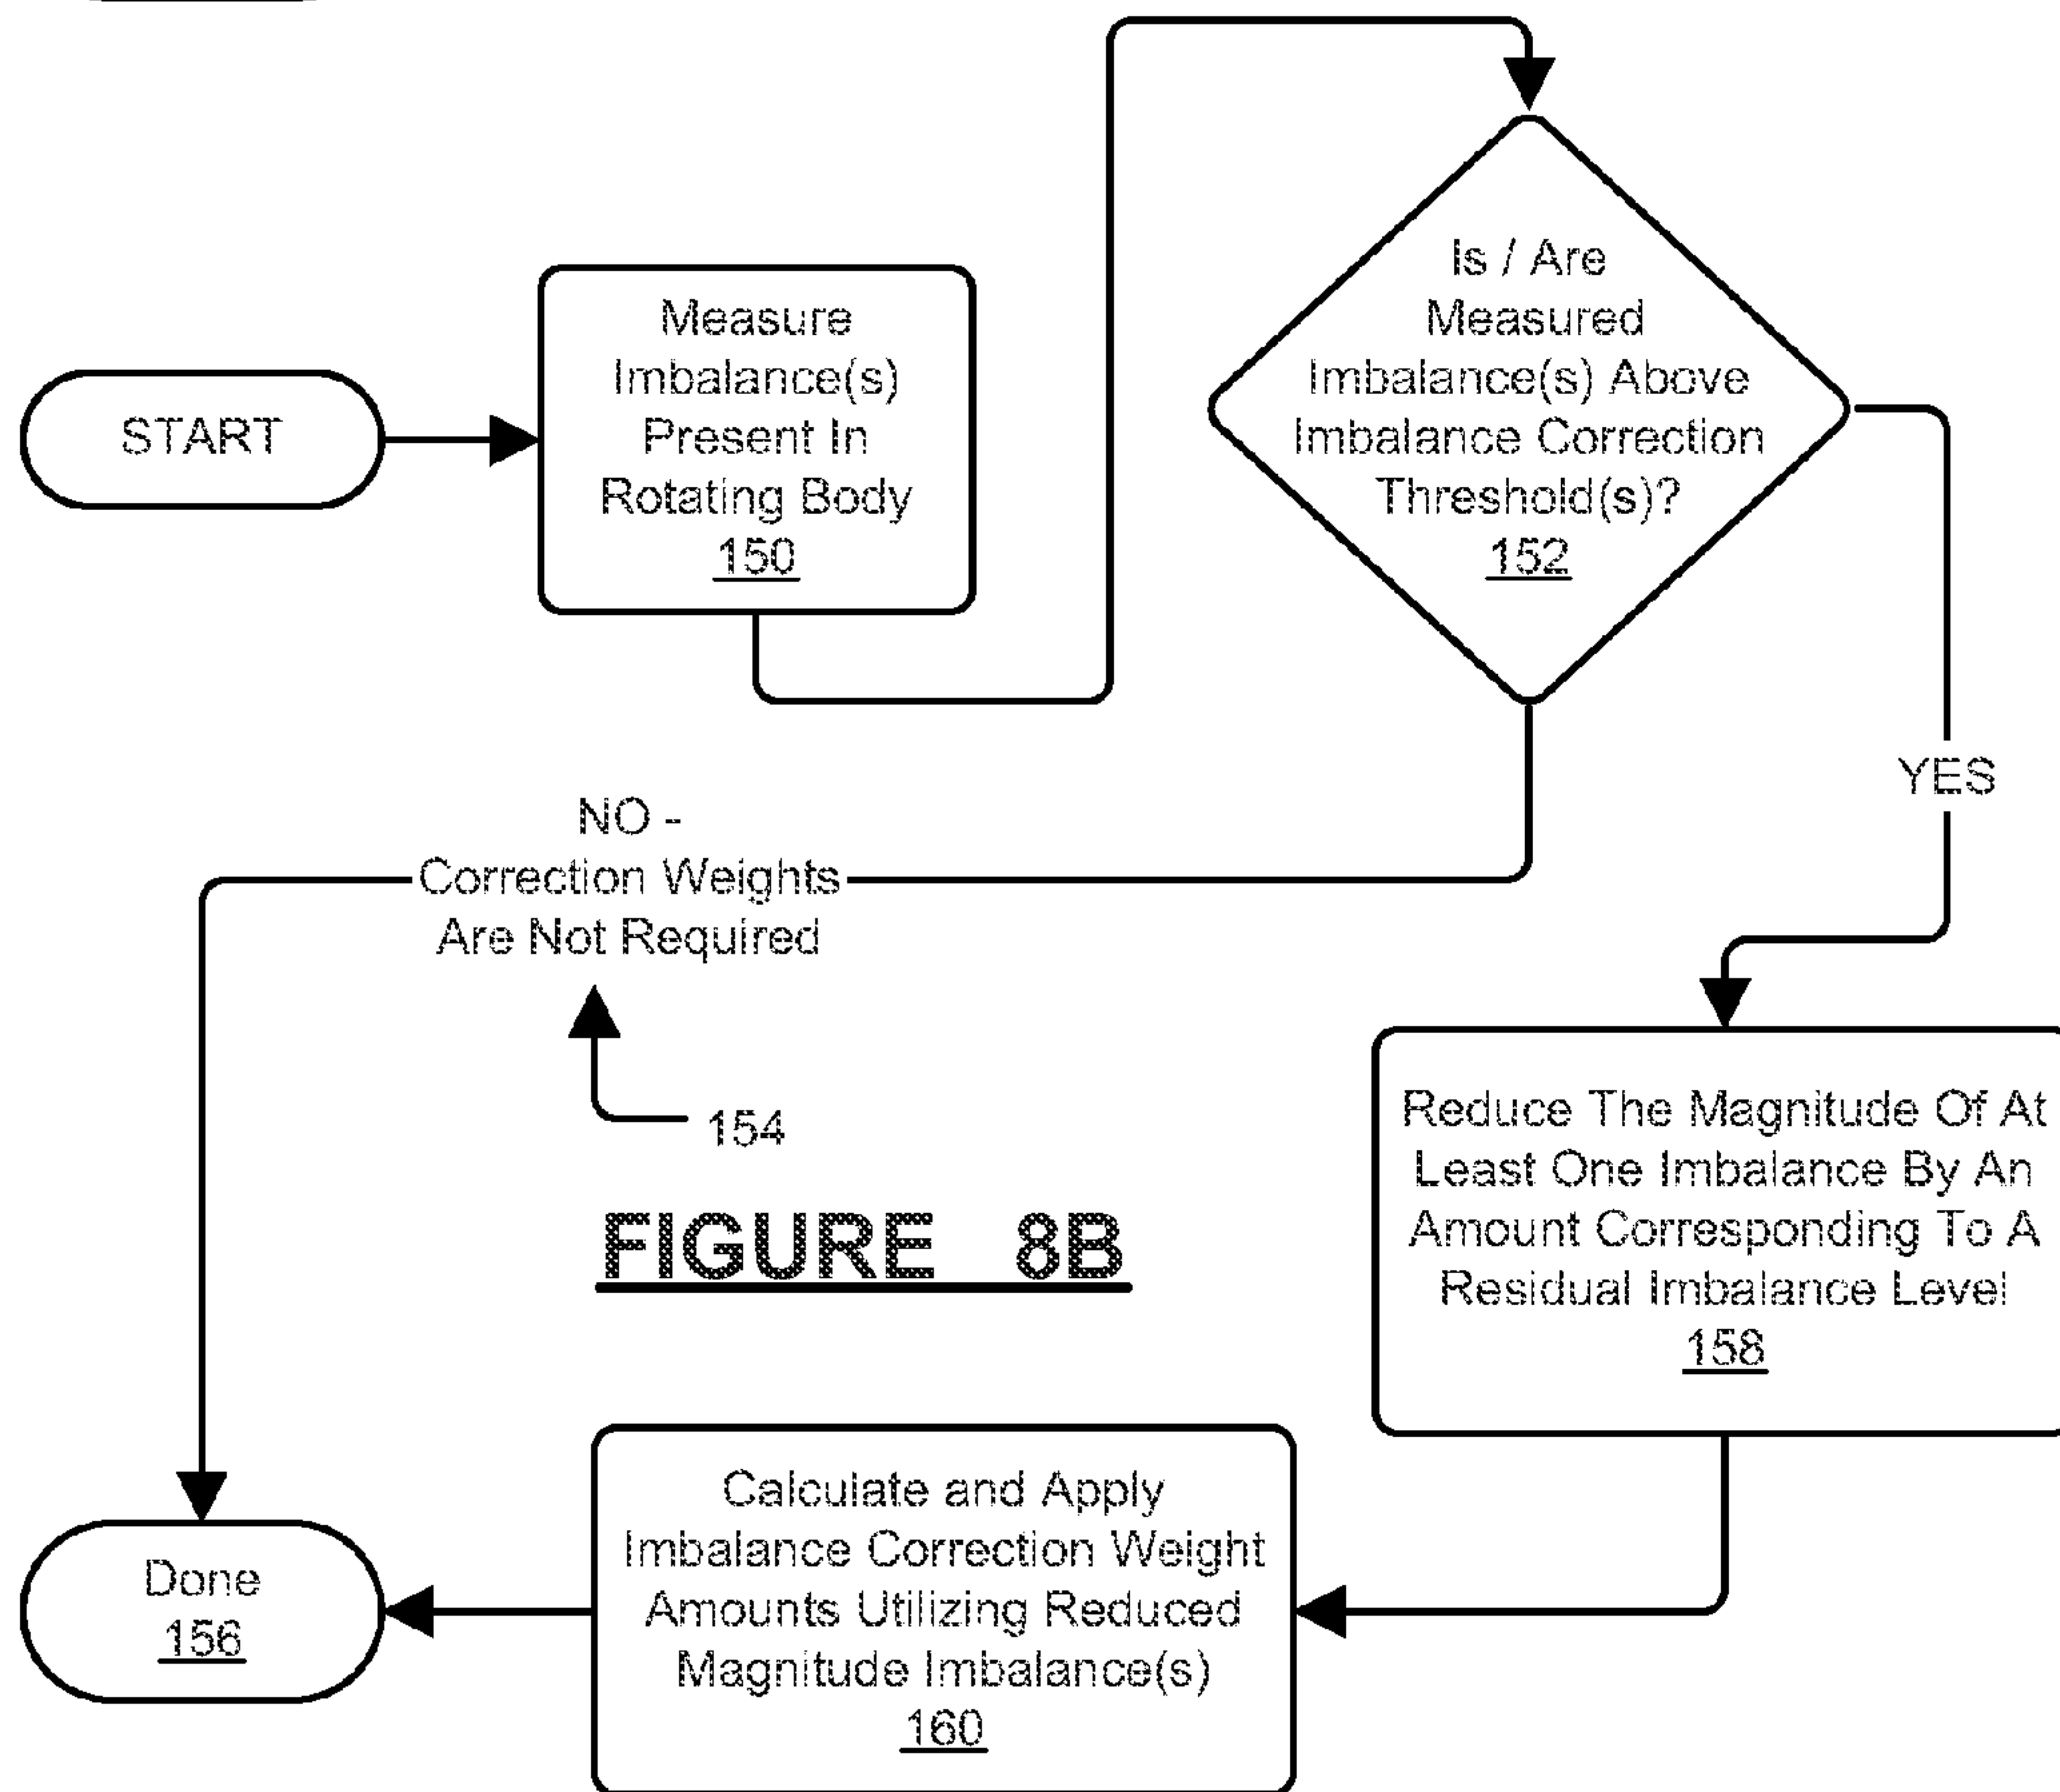 START
Measure
Imbalance(s)
Present In
Rotating Body
150
Is / Are
Measured
Imbalance(s) Above
Imbalance Correction
Threshold(s)?
152
YES
NO -
Correction Weights
Are Not Required
154
FIGURE 8B
Reduce The Magnitude Of At
Least One Imbalance By An
Amount Corresponding To A
Residual Imbalance Level
158
Calculate and Apply
Imbalance Correction Weight
Amounts Utilizing Reduced
Magnitude Imbalance(s)
160
Done
156